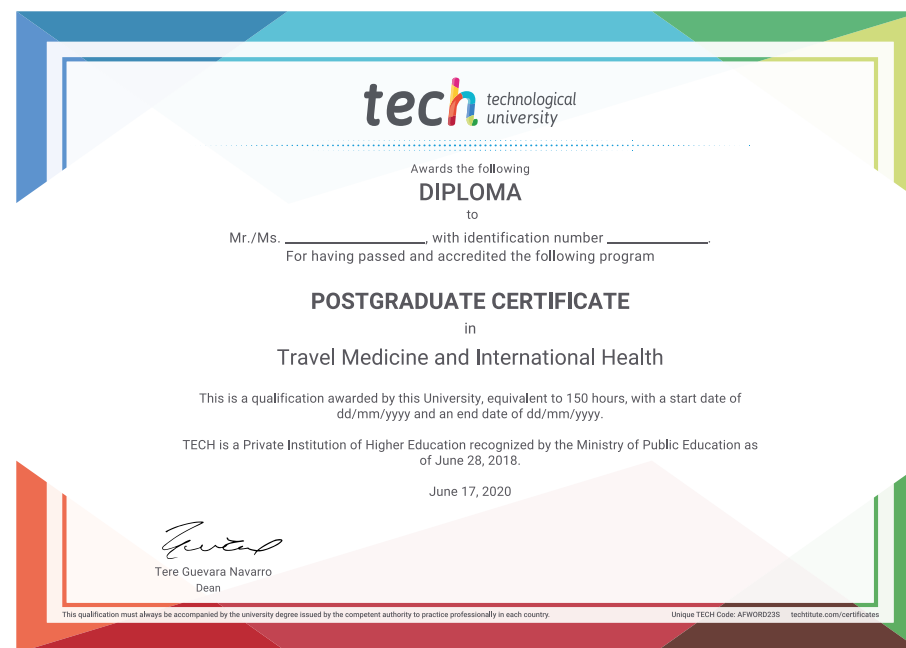 tech technological
university
Awards the following
DIPLOMA
to
Mr./Ms. ____________________, with identification number ______________.
For having passed and accredited the following program
POSTGRADUATE CERTIFICATE
in
Travel Medicine and International Health
This is a qualification awarded by this University, equivalent to 150 hours, with a start date of
dd/mm/yyyy and an end date of dd/mm/yyyy.
TECH is a Private Institution of Higher Education recognized by the Ministry of Public Education as
of June 28, 2018.
June 17, 2020
Tere Guevara Navarro
Dean
This qualification must always be accompanied by the university degree issued by the competent authority to practice professionally in each country. Unique TECH Code: AFWORD23S techtitute.com/certificates